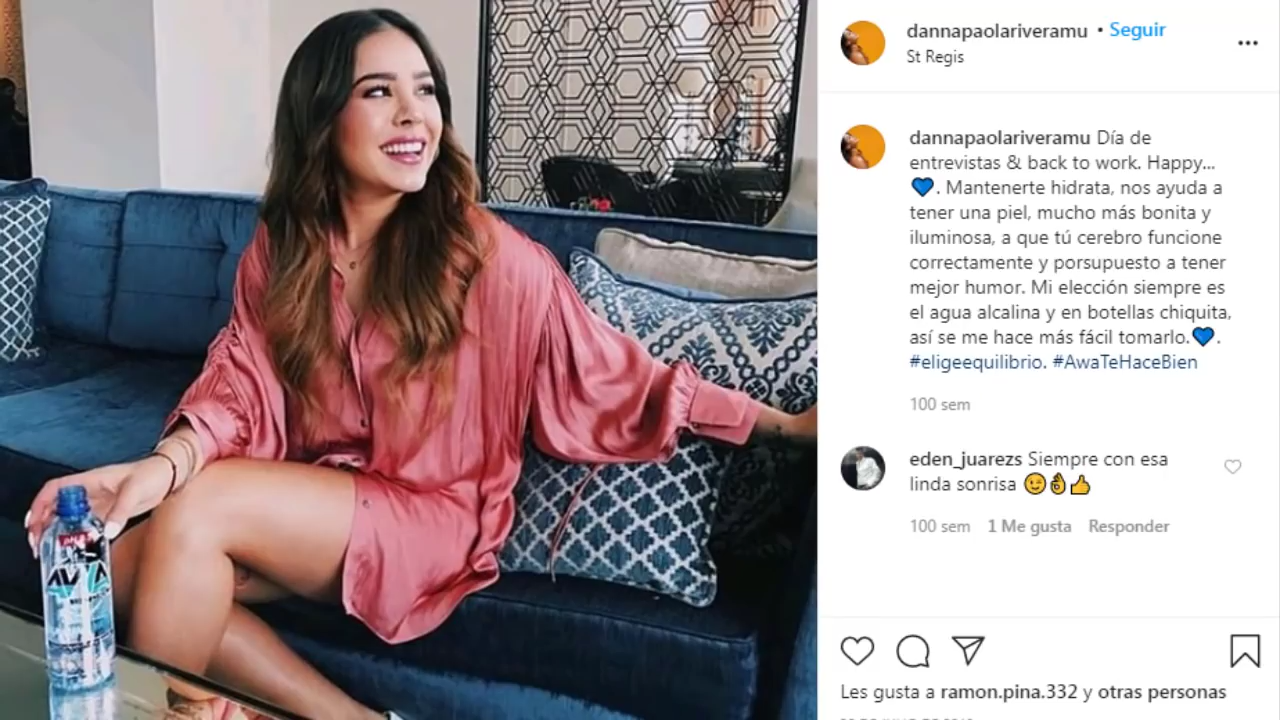 dannapaolariveramu • Seguir
St Regis
dannapaolariveramu Día de
entrevistas & back to work. Happy...
💙. Mantenerte hidrata, nos ayuda a
tener una piel, mucho más bonita y
iluminosa, a que tú cerebro funcione
correctamente y porsupuesto a tener
mejor humor. Mi elección siempre es
el agua alcalina y en botellas chiquita,
así se me hace más fácil tomarlo.💙.
#eligeequilibrio. #AwaTeHaceBien
100 sem
eden_juarezs Siempre con esa
linda sonrisa 😉👌👍
100 sem 1 Me gusta Responder
Les gusta a ramon.pina.332 y otras personas